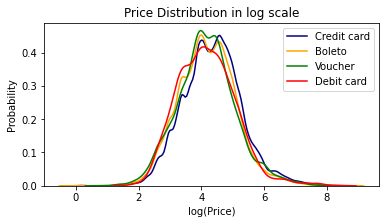 Price Distribution in log scale
Credit card
Boleto
Voucher
Debit card
Probability
0.4
0.3
0.2
0.1
0.0
0 2 4 6 8
log(Price)